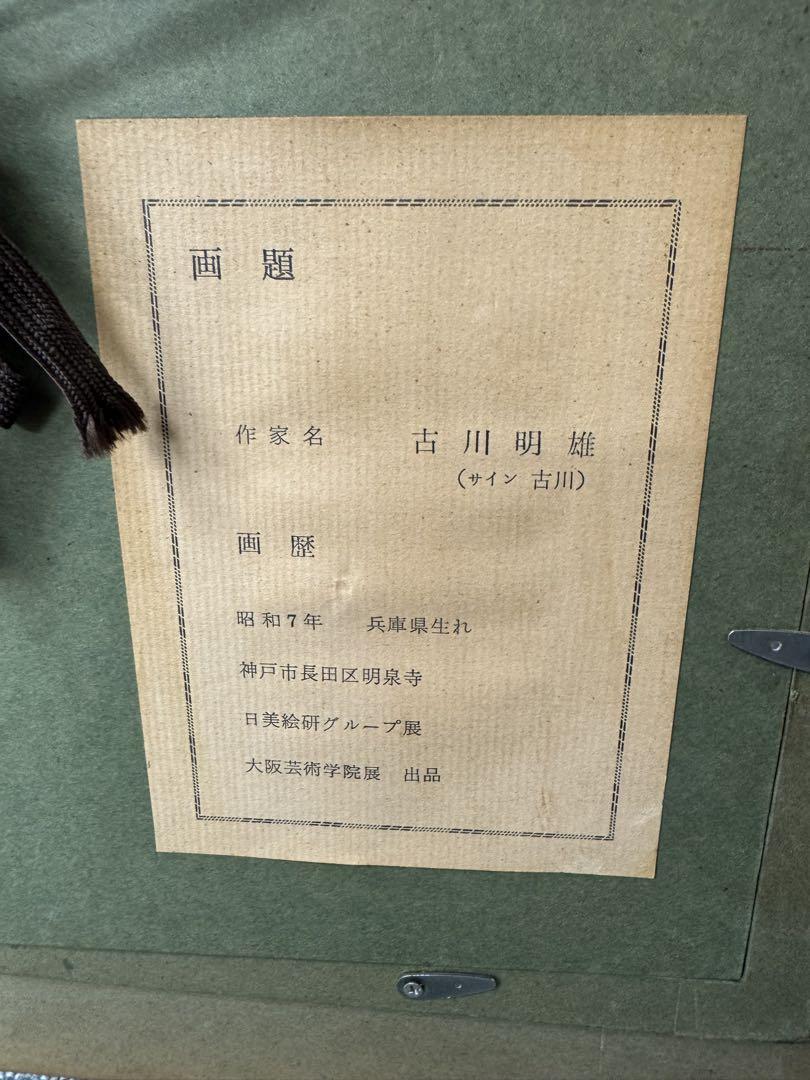 画題
作家名 古川明雄
(サイン 古川)
画歴
昭和7年 兵庫県生れ
神戸市長田区明泉寺
日美絵研グループ展
大阪芸術学院展 出品